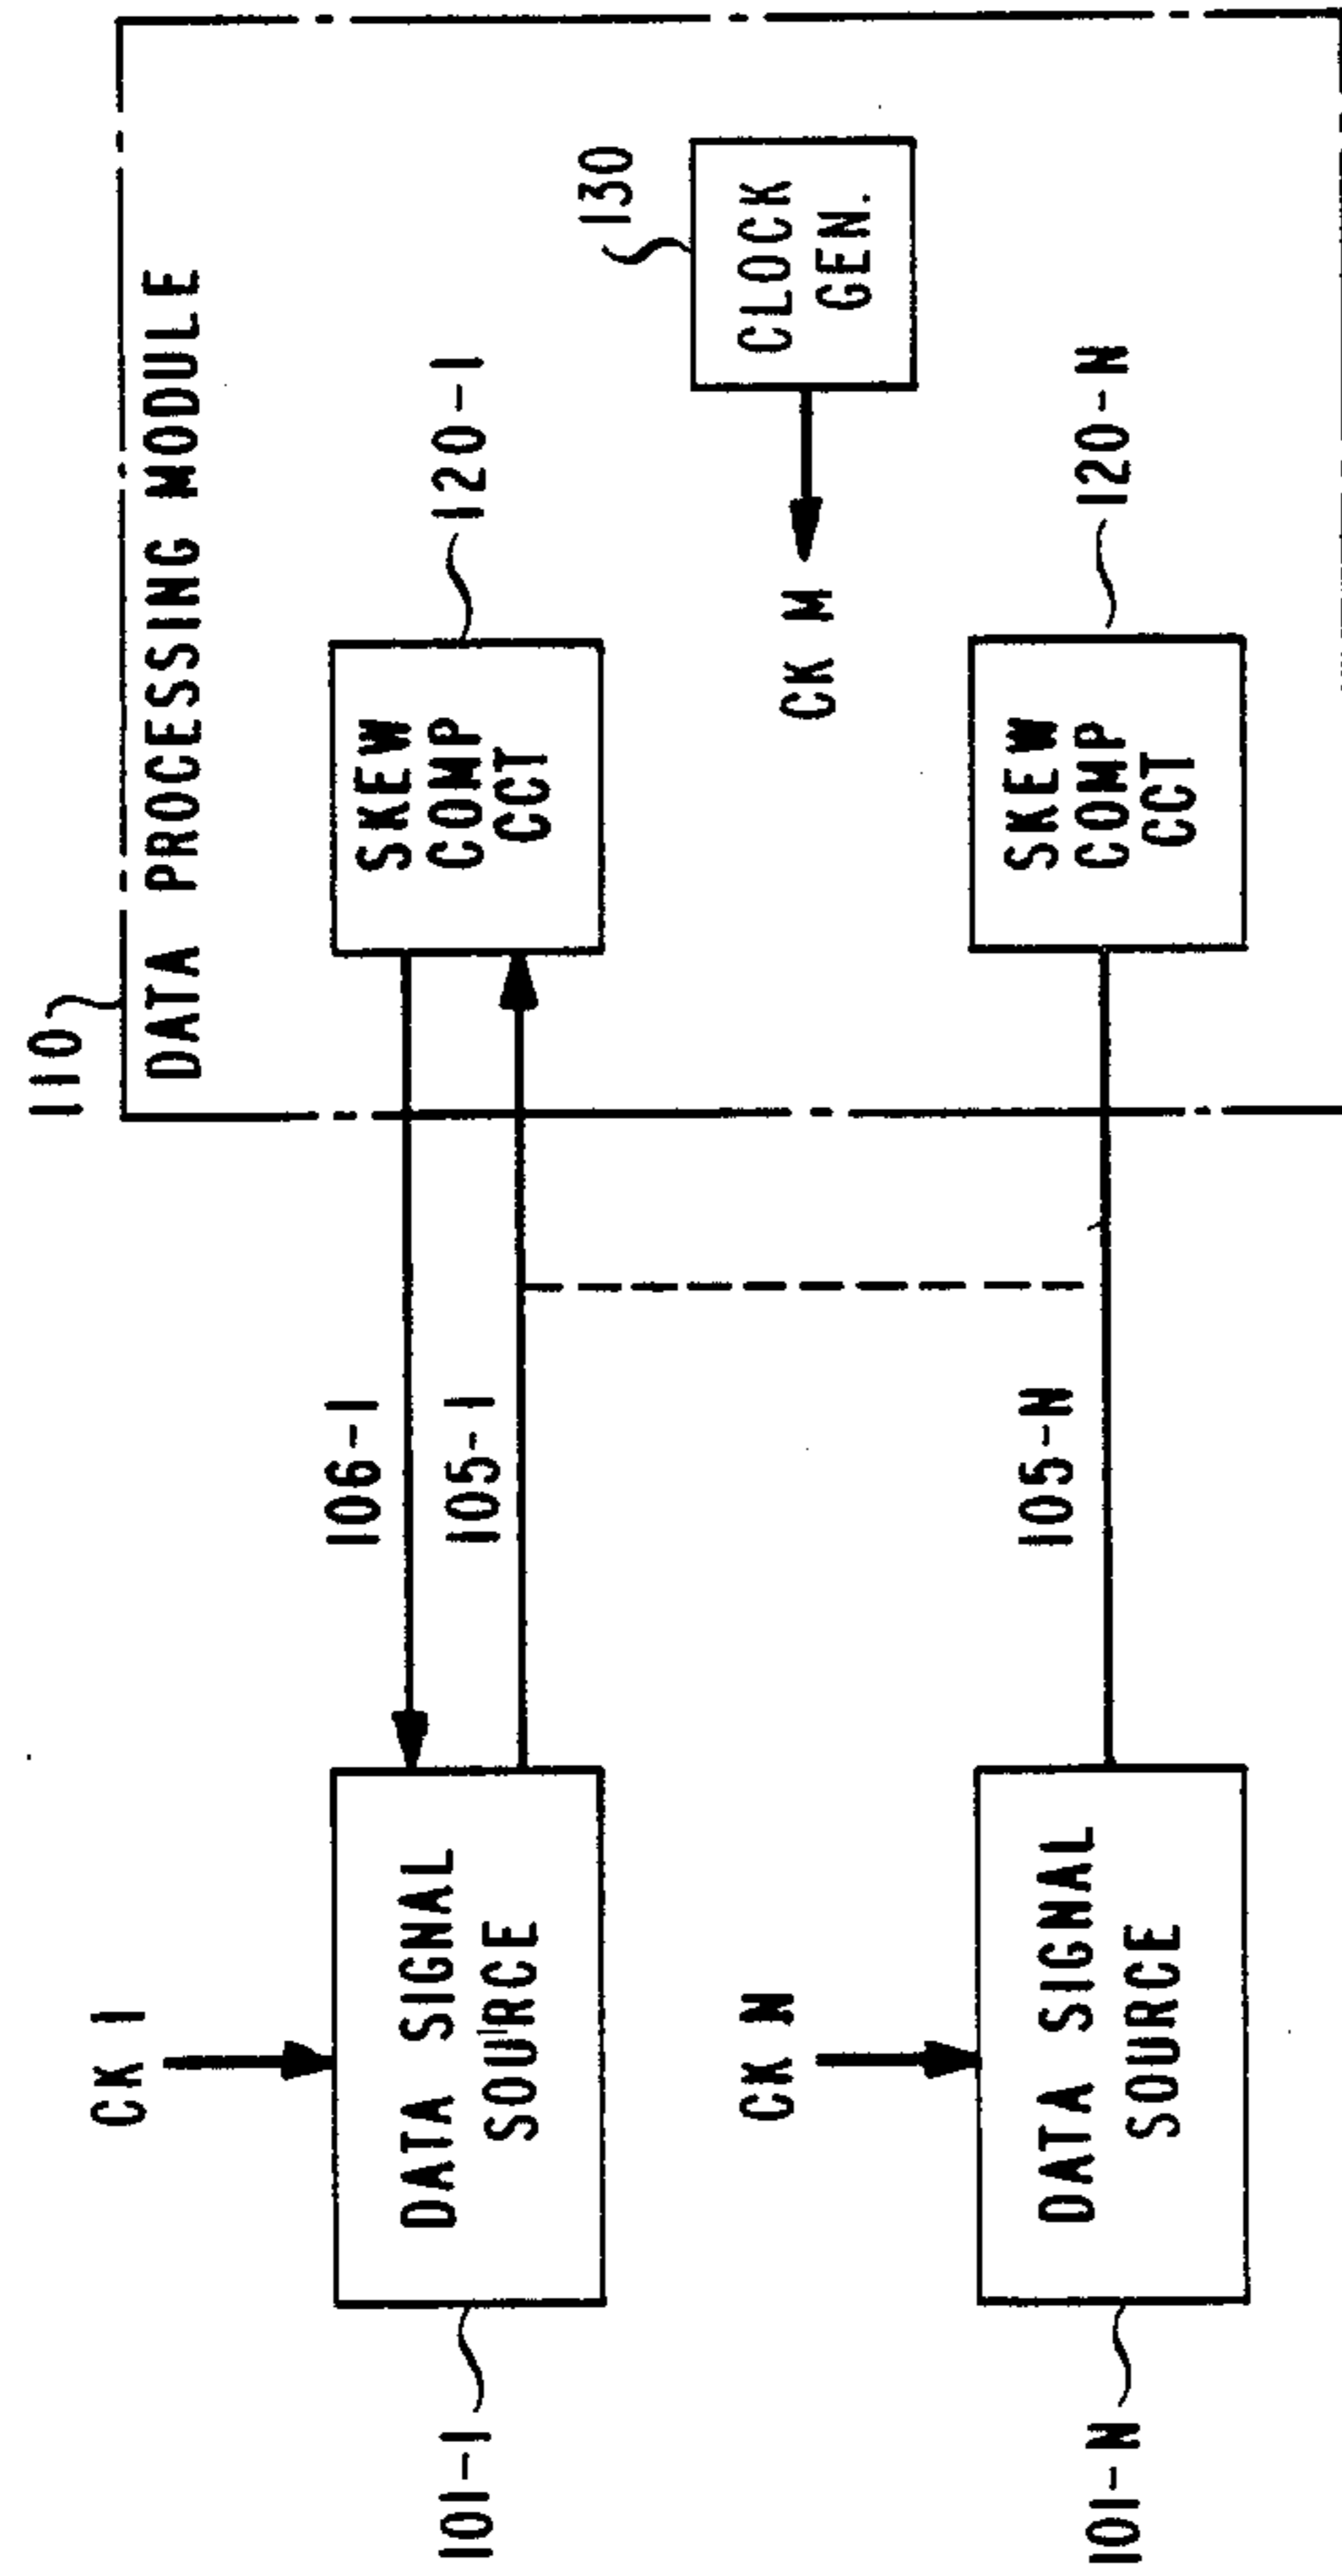 110
DATA PROCESSING MODULE
CK 1
DATA SIGNAL
SOURCE
101-1
106-1
105-1
SKEW
COMP
CCT
120-1
130
CLOCK
GEN.
CK M
CK N
DATA SIGNAL
SOURCE
101-N
105-N
SKEW
COMP
CCT
120-N